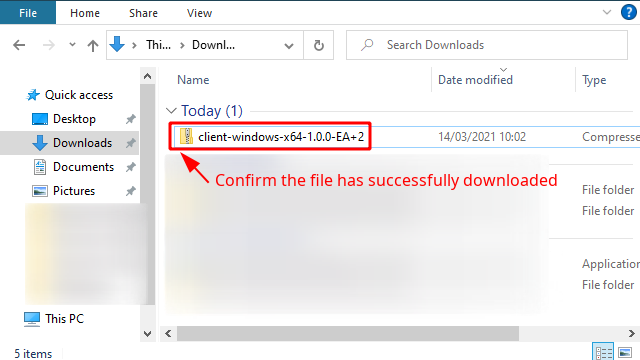 File Home Share View
Thi... Downl... Search Downloads
Name Date modified Type
Quick access
Desktop
Downloads
Documents
Pictures
This PC
Today (1)
client-windows-x64-1.0.0-EA+2 14/03/2021 10:02 Compresse
Confirm the file has successfully downloaded
File folder
File folder
Application
File folder
5 items